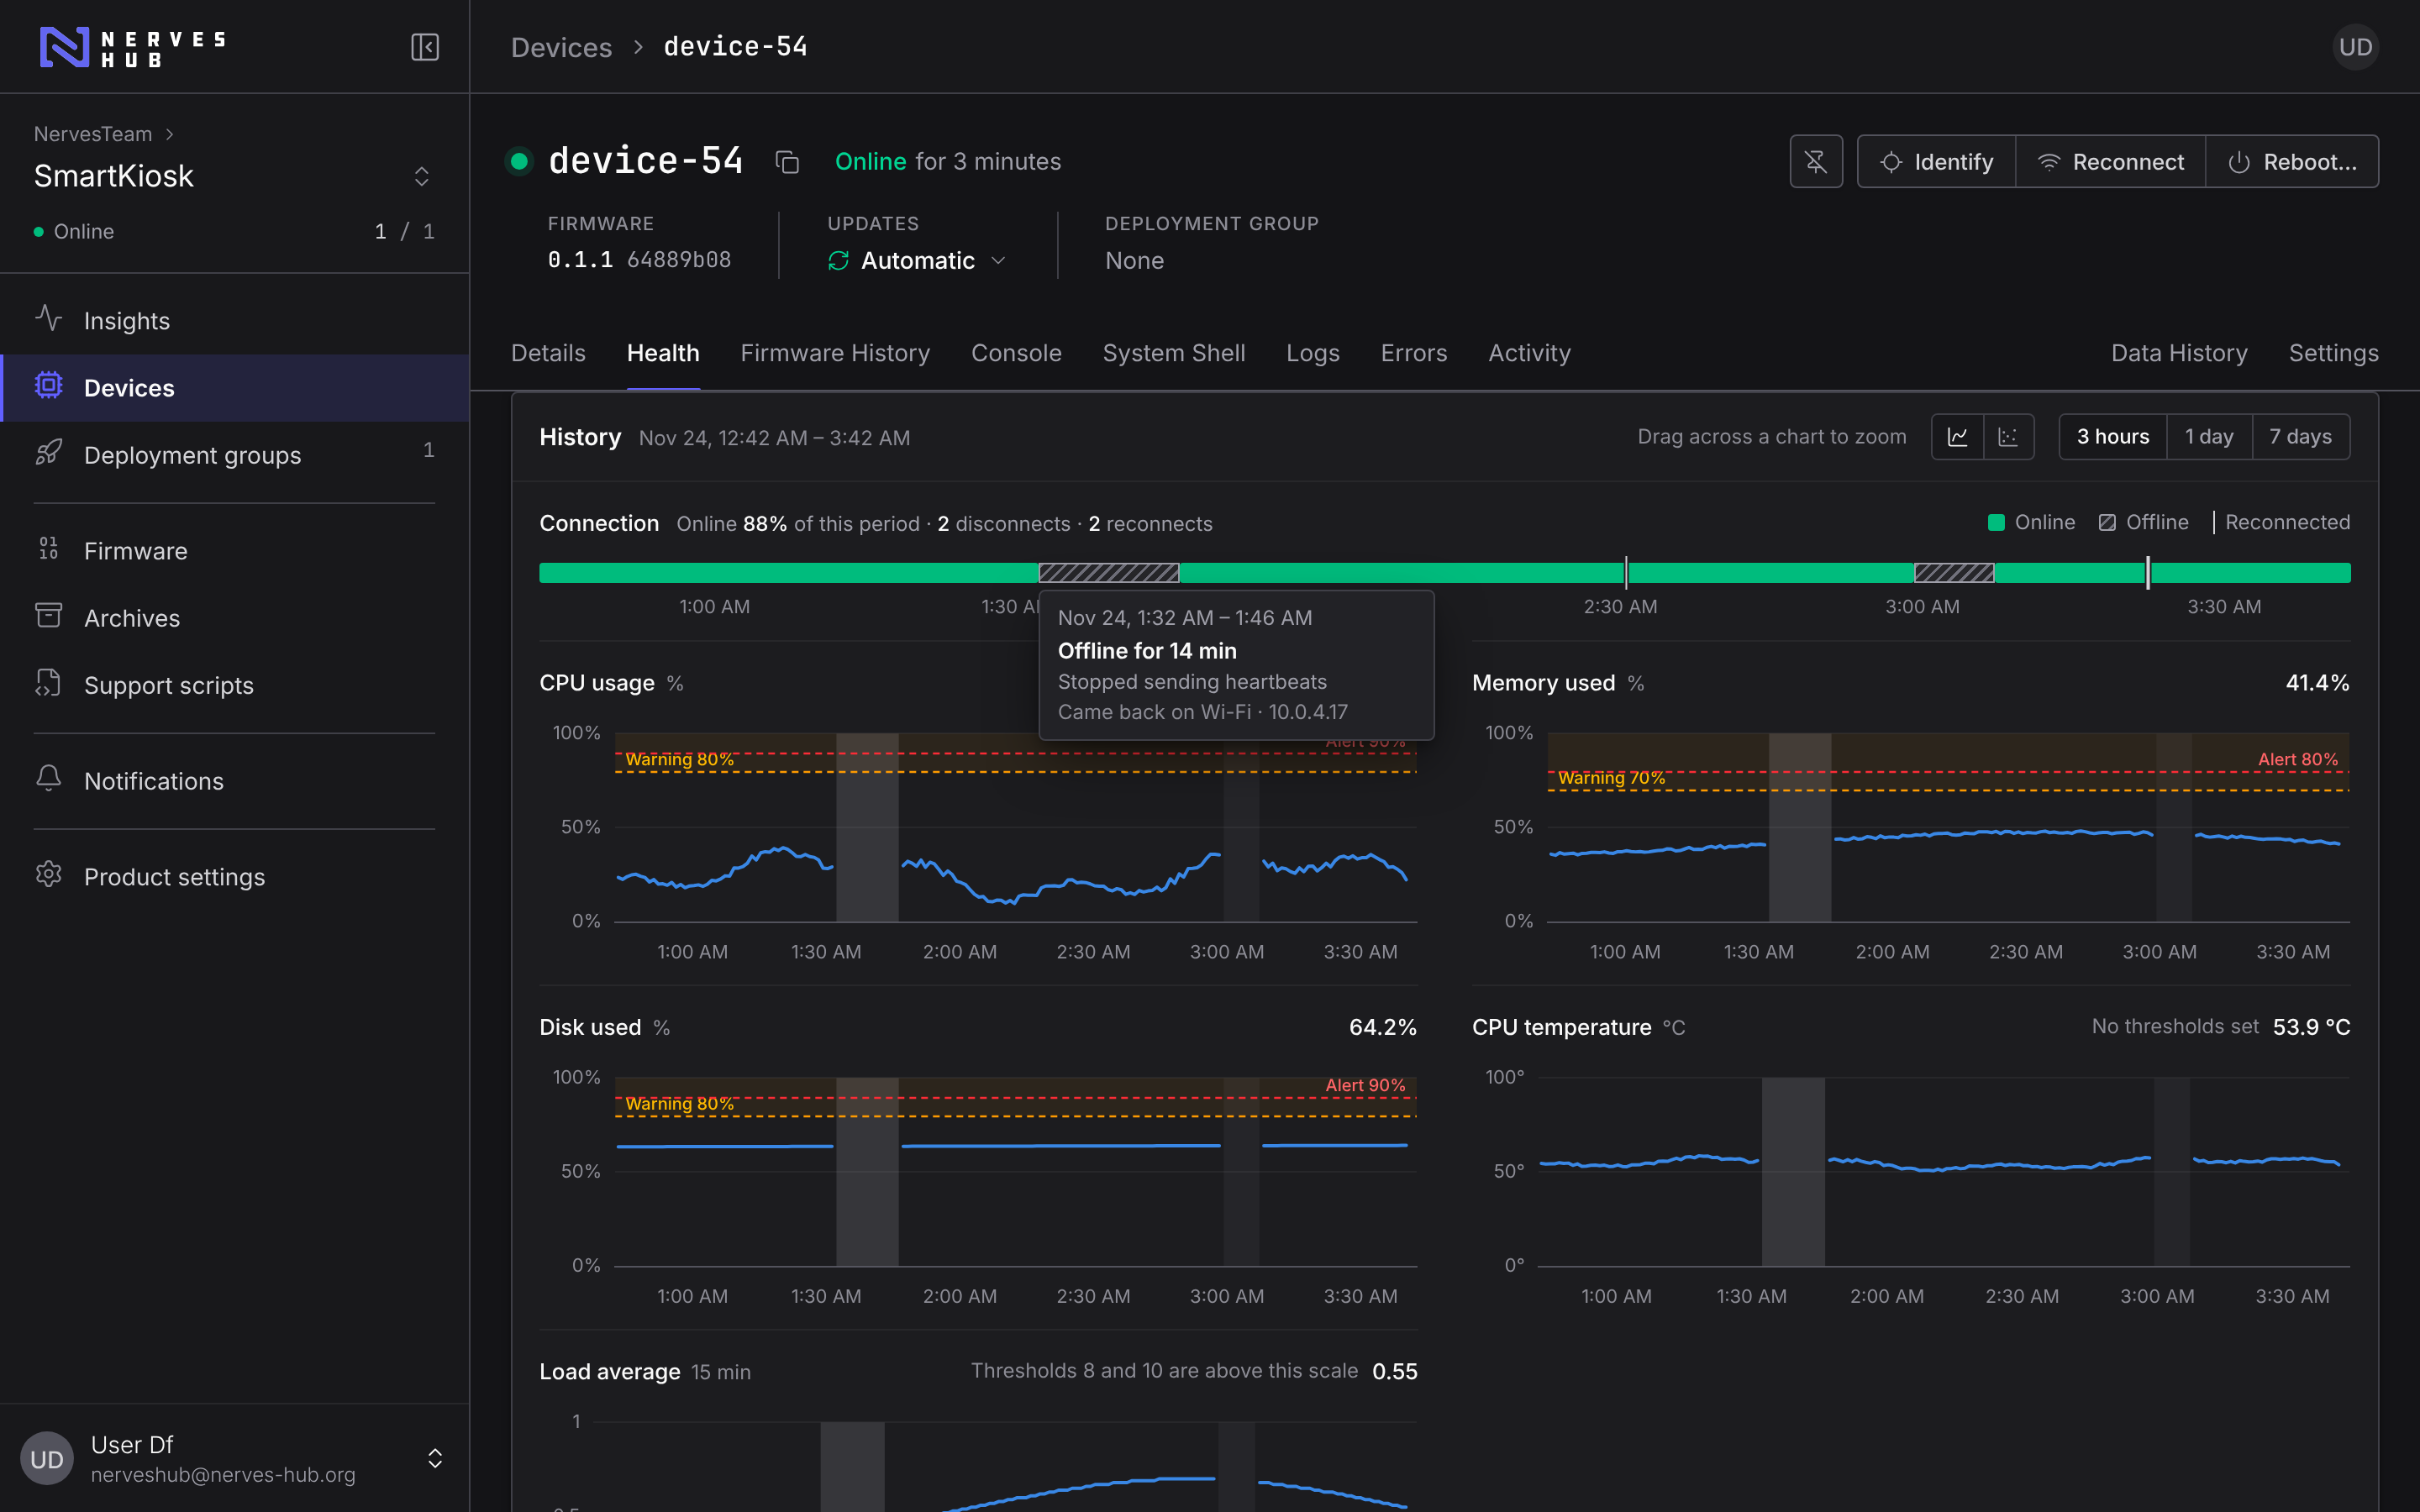 NERVES
HUB
Devices > device-54
UD
NervesTeam >
SmartKiosk
Online 1 / 1
Insights
Devices
Deployment groups 1
Firmware
Archives
Support scripts
Notifications
Product settings
User Df
nerveshub@nerves-hub.org
UD
device-54 Online for 3 minutes
Identify Reconnect Reboot...
FIRMWARE UPDATES DEPLOYMENT GROUP
0.1.1 64889b08 Automatic None
Details Health Firmware History Console System Shell Logs Errors Activity Data History Settings
History Nov 24, 12:42 AM – 3:42 AM Drag across a chart to zoom 3 hours 1 day 7 days
Connection Online 88% of this period · 2 disconnects · 2 reconnects Online Offline Reconnected
1:00 AM 1:30 A 2:30 AM 3:00 AM 3:30 AM
Nov 24, 1:32 AM – 1:46 AM
Offline for 14 min
Stopped sending heartbeats
Came back on Wi-Fi · 10.0.4.17
CPU usage %
100%
Alert 90%
Warning 80%
50%
0%
1:00 AM 1:30 AM 2:00 AM 2:30 AM 3:00 AM 3:30 AM
Memory used % 41.4%
100%
Alert 80%
Warning 70%
50%
0%
1:00 AM 1:30 AM 2:00 AM 2:30 AM 3:00 AM 3:30 AM
Disk used % 64.2%
100%
Alert 90%
Warning 80%
50%
0%
1:00 AM 1:30 AM 2:00 AM 2:30 AM 3:00 AM 3:30 AM
CPU temperature °C No thresholds set 53.9 °C
100°
50°
0°
1:00 AM 1:30 AM 2:00 AM 2:30 AM 3:00 AM 3:30 AM
Load average 15 min Thresholds 8 and 10 are above this scale 0.55
1
0.5